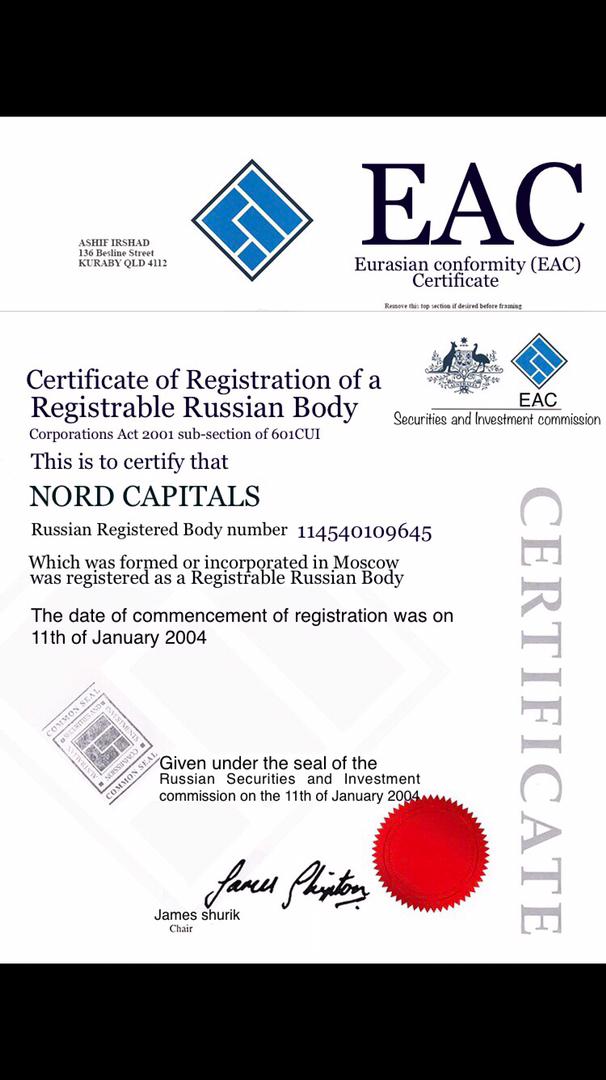 EAC
Eurasian conformity (EAC)
Certificate
ASHIF IRSHAD
136 Besline Street
KURABY QLD 4112
Remove this top section if desired before framing
EAC
Securities and Investment commission
Certificate of Registration of a
Registrable Russian Body
Corporations Act 2001 sub-section of 601CUI
This is to certify that
NORD CAPITALS
Russian Registered Body number 114540109645
Which was formed or incorporated in Moscow
was registered as a Registrable Russian Body
The date of commencement of registration was on
11th of January 2004
CERTIFICATE
COMMON SEAL
SECURITIES AND
INVESTMENTS
COMMISSION
AUSTRALIAN
COMMON SEAL
Given under the seal of the
Russian Securities and Investment
commission on the 11th of January 2004
James Shipton
James shurik
Chair